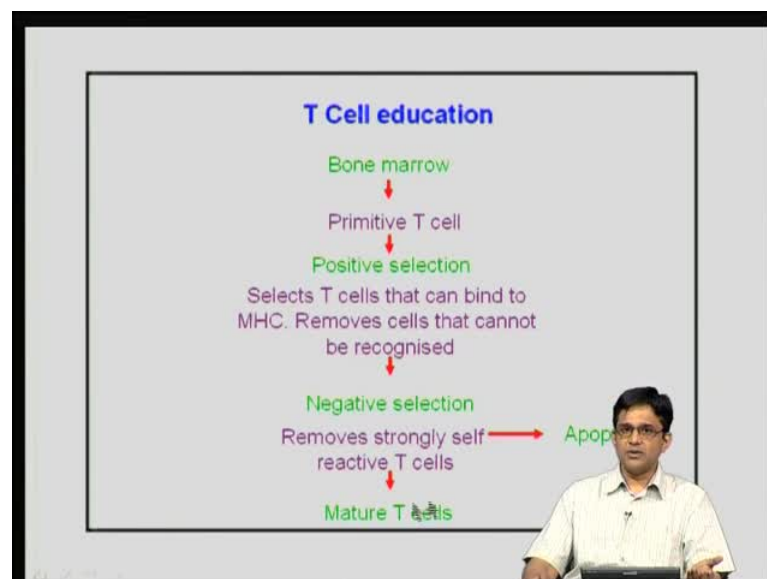 T Cell education
Bone marrow
Primitive T cell
Positive selection
Selects T cells that can bind to
MHC. Removes cells that cannot
be recognised
Negative selection
Removes strongly self
reactive T cells
Mature T cells